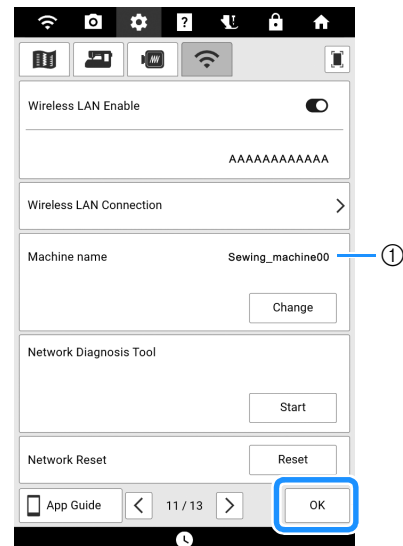 ?
Wireless LAN Enable
AAAAAAAAAAAA
Wireless LAN Connection
Machine name
Sewing_machine00
①
Change
Network Diagnosis Tool
Start
Network Reset
Reset
App Guide
11 / 13
OK